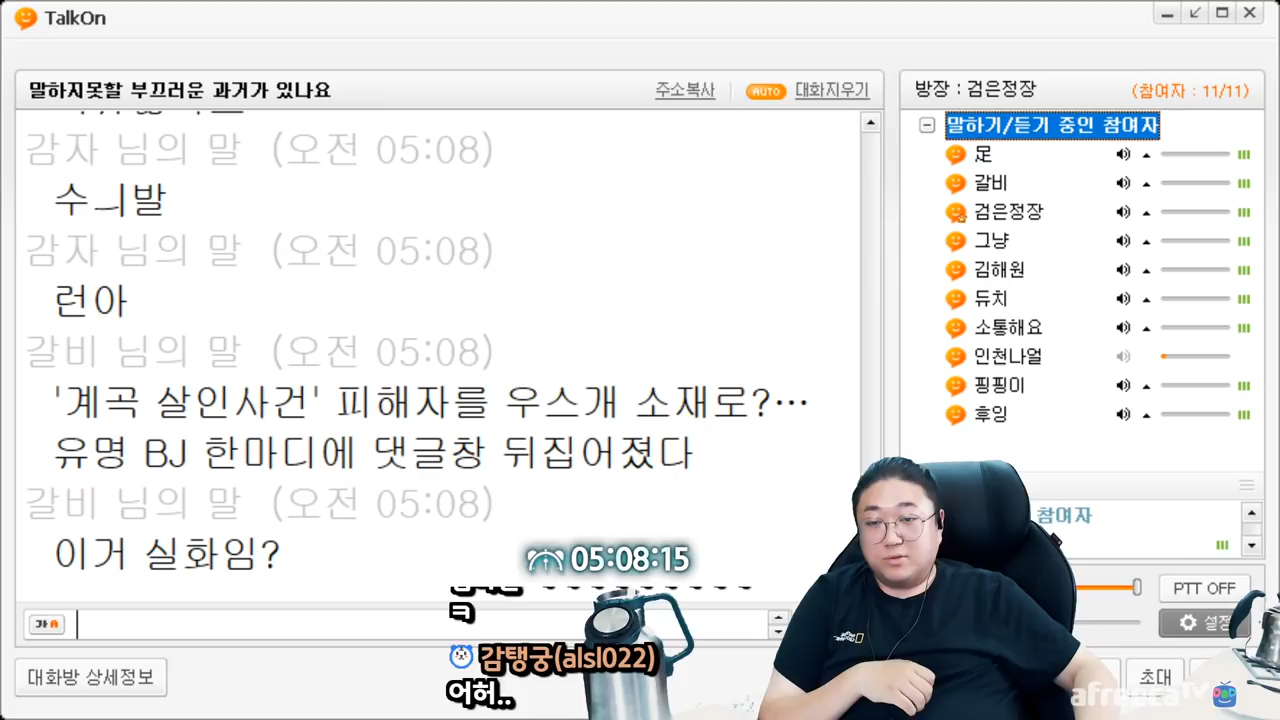 TalkOn
말하지못할 부끄러운 과거가 있나요
주소복사
AUTO
대화지우기
감자 님의 말 (오전 05:08)
수ㅢ발
감자 님의 말 (오전 05:08)
런아
갈비 님의 말 (오전 05:08)
'계곡 살인사건' 피해자를 우스개 소재로?…
유명 BJ 한마디에 댓글창 뒤집어졌다
갈비 님의 말 (오전 05:08)
이거 실화임?
가A
대화방 상세정보
방장 : 검은정장
(참여자 : 11/11)
말하기/듣기 중인 참여자
足
갈비
검은정장
그냥
김해원
듀치
소통해요
인천나얼
핑핑이
후잉
참여자
PTT OFF
설정
초대
05:08:15
ㅋ
감탱궁(alsl022)
어허..
afreecaTV